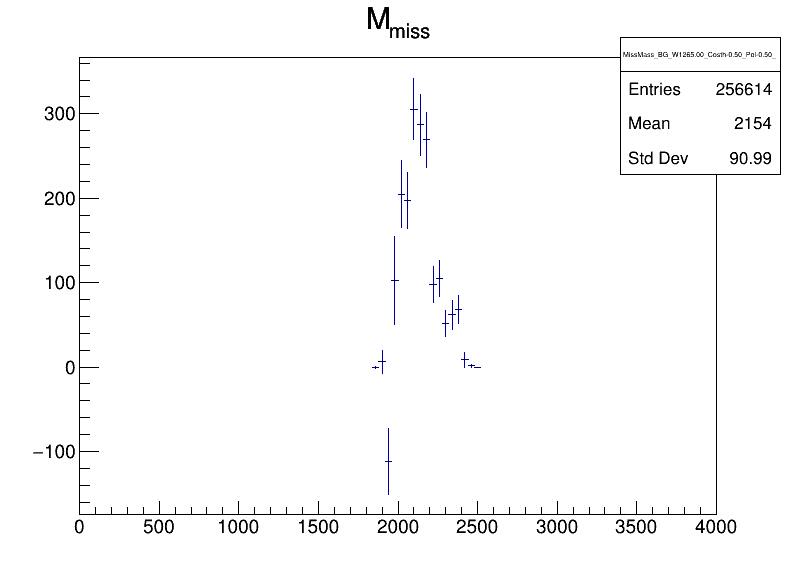 M_miss
MissMass_BG_W1265.00_Costh-0.50_Pol-0.50_
Entries 256614
Mean 2154
Std Dev 90.99
300
200
100
0
−100
0 500 1000 1500 2000 2500 3000 3500 4000